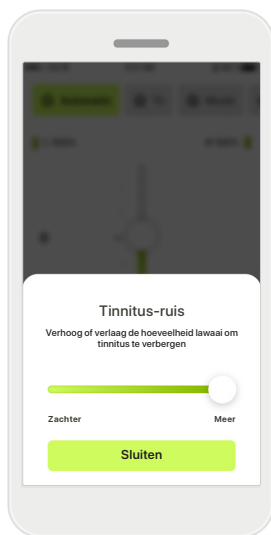 Tinnitus-ruis
Verhoog of verlaag de hoeveelheid lawaai om
tinnitus te verbergen
Zachter Meer
Sluiten